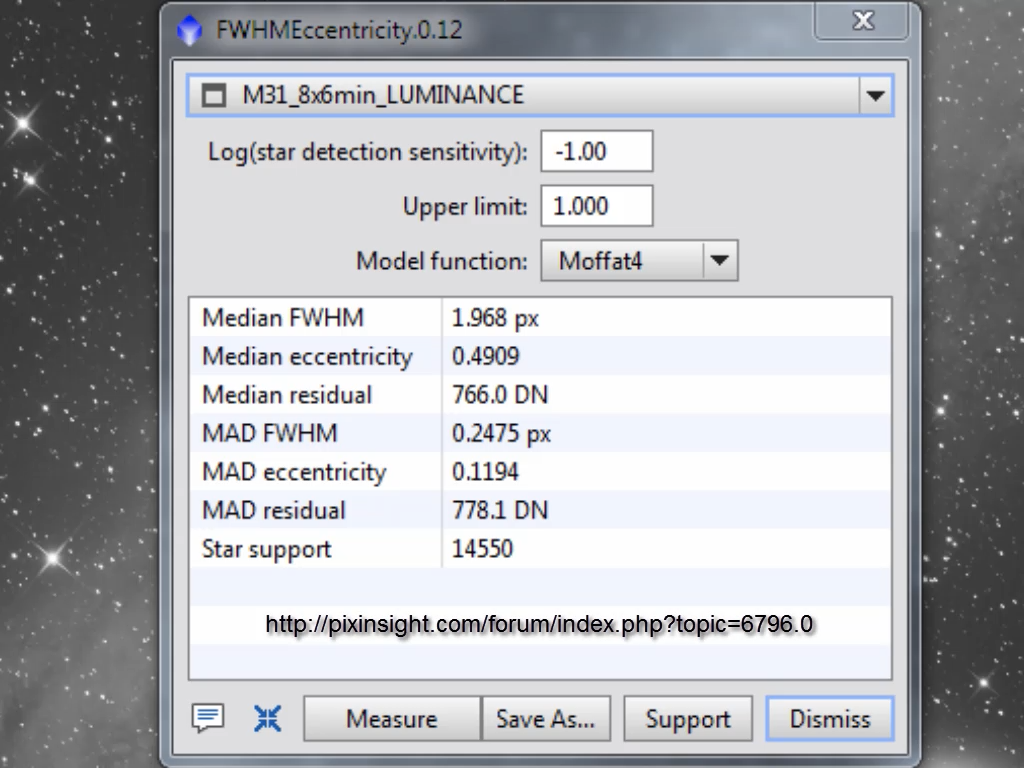 FWHMEccentricity.0.12
M31_8x6min_LUMINANCE
Log(star detection sensitivity): -1.00
Upper limit: 1.000
Model function: Moffat4
Median FWHM 1.968 px
Median eccentricity 0.4909
Median residual 766.0 DN
MAD FWHM 0.2475 px
MAD eccentricity 0.1194
MAD residual 778.1 DN
Star support 14550
http://pixinsight.com/forum/index.php?topic=6796.0
Measure Save As... Support Dismiss